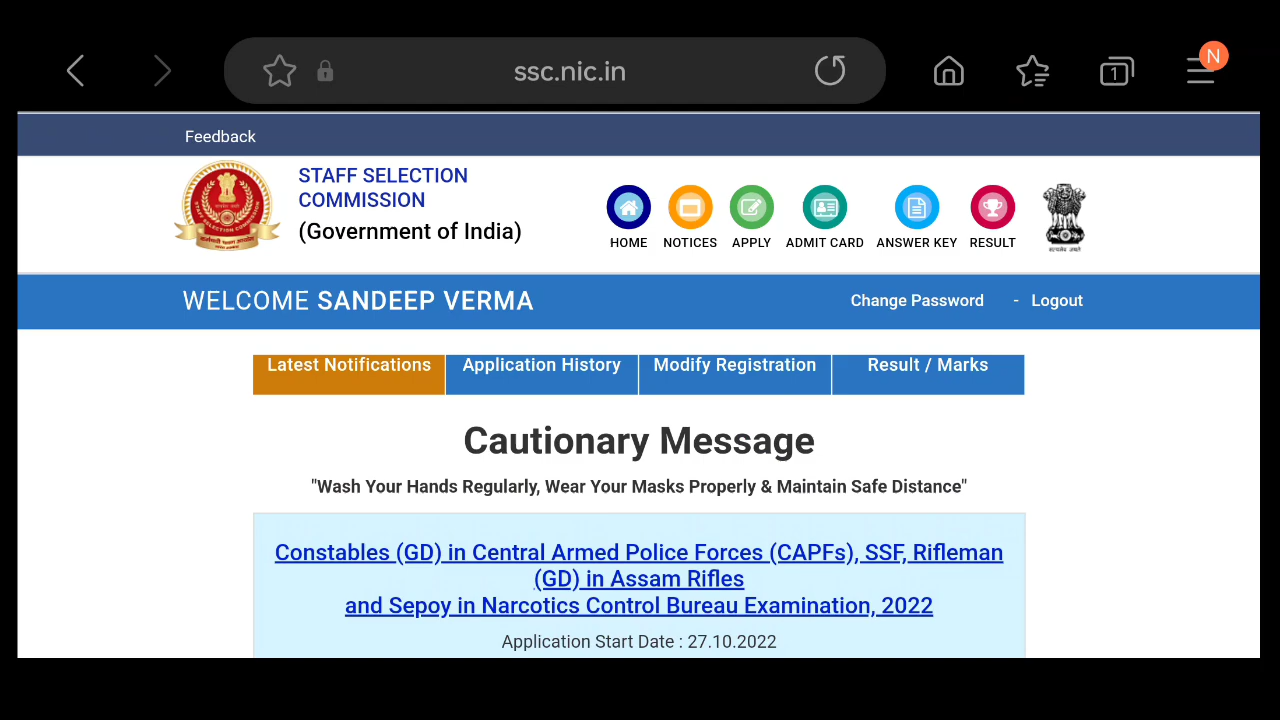 ssc.nic.in
1
N
Feedback
STAFF SELECTION
COMMISSION
(Government of India)
HOME
NOTICES
APPLY
ADMIT CARD
ANSWER KEY
RESULT
WELCOME SANDEEP VERMA
Change Password - Logout
Latest Notifications
Application History
Modify Registration
Result / Marks
Cautionary Message
"Wash Your Hands Regularly, Wear Your Masks Properly & Maintain Safe Distance"
Constables (GD) in Central Armed Police Forces (CAPFs), SSF, Rifleman
(GD) in Assam Rifles
and Sepoy in Narcotics Control Bureau Examination, 2022
Application Start Date : 27.10.2022